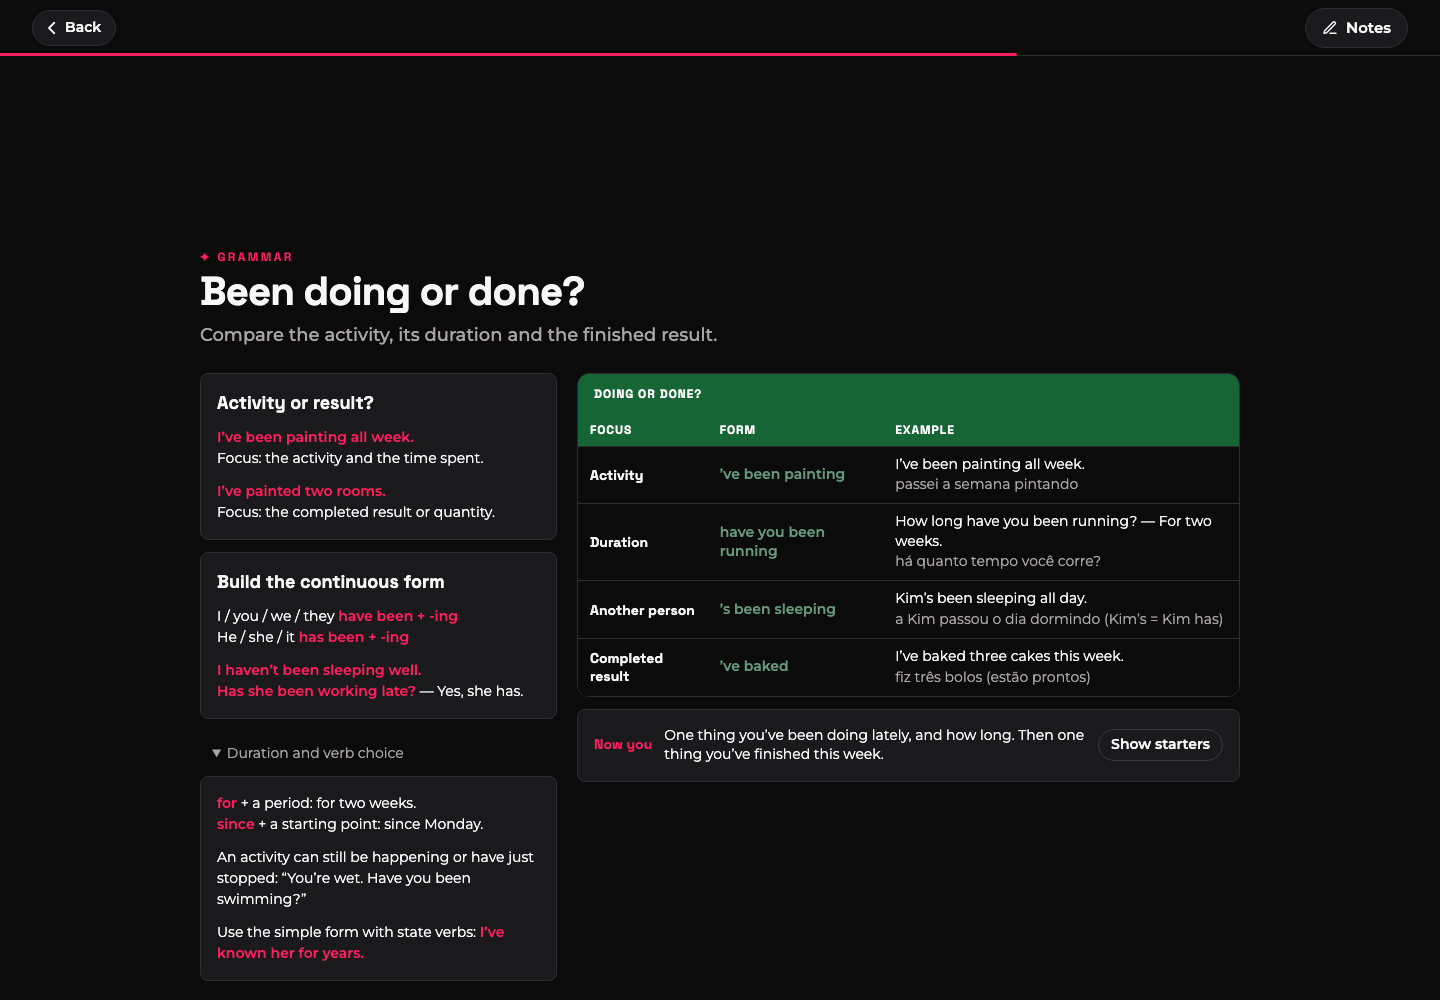 Back
Notes
GRAMMAR
Been doing or done?
Compare the activity, its duration and the finished result.
Activity or result?
I've been painting all week.
Focus: the activity and the time spent.
I've painted two rooms.
Focus: the completed result or quantity.
Build the continuous form
I / you / we / they have been + -ing
He / she / it has been + -ing
I haven't been sleeping well.
Has she been working late? — Yes, she has.
▼ Duration and verb choice
for + a period: for two weeks.
since + a starting point: since Monday.
An activity can still be happening or have just
stopped: “You're wet. Have you been
swimming?”
Use the simple form with state verbs: I've
known her for years.
DOING OR DONE?
FOCUS FORM EXAMPLE
Activity 've been painting I've been painting all week.
passei a semana pintando
Duration have you been running How long have you been running? — For two
weeks.
há quanto tempo você corre?
Another person 's been sleeping Kim's been sleeping all day.
a Kim passou o dia dormindo (Kim's = Kim has)
Completed result 've baked I've baked three cakes this week.
fiz três bolos (estão prontos)
Now you One thing you've been doing lately, and how long. Then one
thing you've finished this week.
Show starters